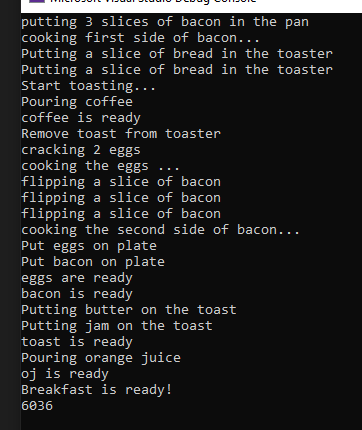 Microsoft Visual Studio Debug Console
putting 3 slices of bacon in the pan
cooking first side of bacon...
Putting a slice of bread in the toaster
Putting a slice of bread in the toaster
Start toasting...
Pouring coffee
coffee is ready
Remove toast from toaster
cracking 2 eggs
cooking the eggs ...
flipping a slice of bacon
flipping a slice of bacon
flipping a slice of bacon
cooking the second side of bacon...
Put eggs on plate
Put bacon on plate
eggs are ready
bacon is ready
Putting butter on the toast
Putting jam on the toast
toast is ready
Pouring orange juice
oj is ready
Breakfast is ready!
6036